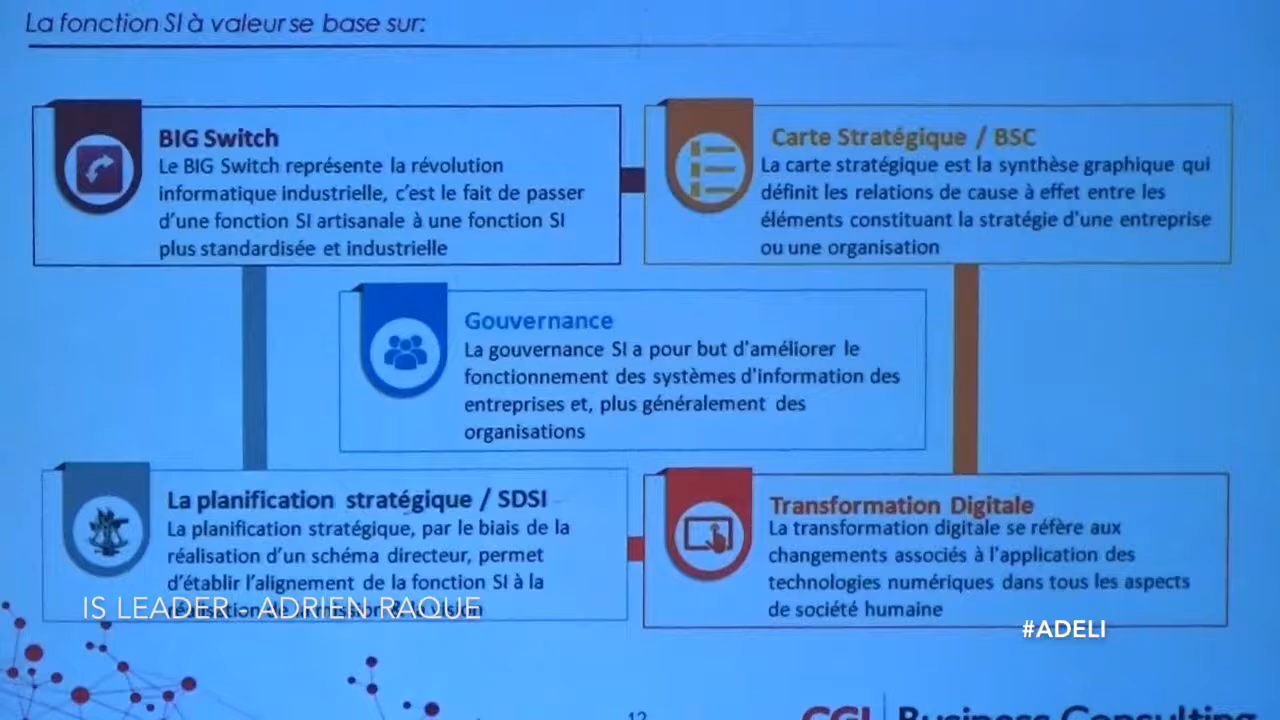 La fonction SI à valeur se base sur:
BIG Switch
Le BIG Switch représente la révolution
informatique industrielle, c'est le fait de passer
d'une fonction SI artisanale à une fonction SI
plus standardisée et industrielle
Carte Stratégique / BSC
La carte stratégique est la synthèse graphique qui
définit les relations de cause à effet entre les
éléments constituant la stratégie d'une entreprise
ou une organisation
Gouvernance
La gouvernance SI a pour but d'améliorer le
fonctionnement des systèmes d'information des
entreprises et, plus généralement des
organisations
La planification stratégique / SDSI
La planification stratégique, par le biais de la
réalisation d'un schéma directeur, permet
d'établir l'alignement de la fonction SI à la
Transformation Digitale
La transformation digitale se réfère aux
changements associés à l'application des
technologies numériques dans tous les aspects
de société humaine
IS LEADER - ADRIEN RAQUE
#ADELI
12
CGI Business Consulting